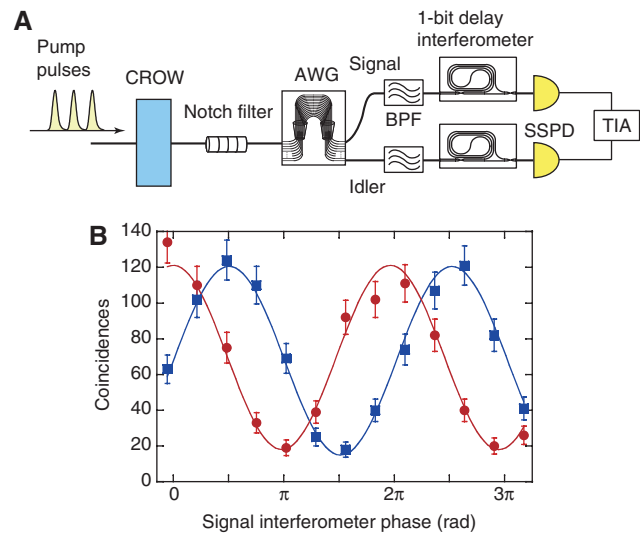 A
Pump
pulses
CROW
Notch filter
AWG
Signal
Idler
BPF
1-bit delay
interferometer
SSPD
TIA
B
Coincidences
140
120
100
80
60
40
20
0
0
π
2π
3π
Signal interferometer phase (rad)